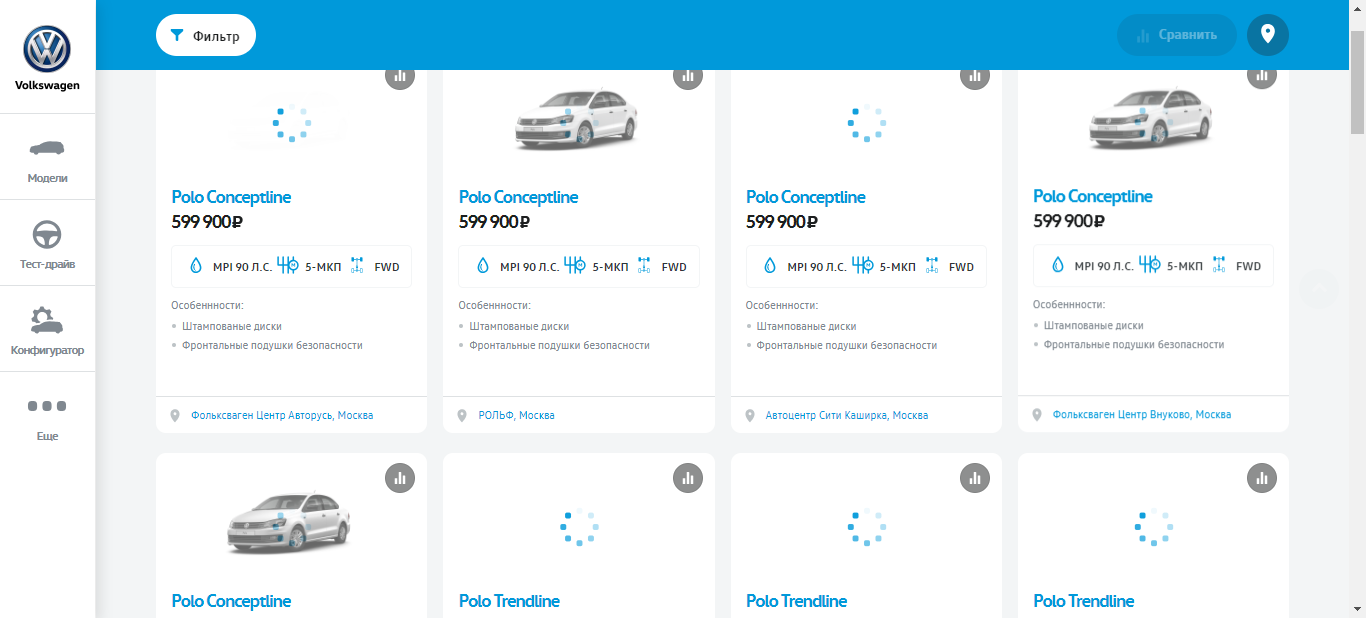 Фильтр
Сравнить
Volkswagen
Модели
Тест-драйв
Конфигуратор
Еще
Polo Conceptline
599 900₽
MPI 90 Л.С. 5-МКП FWD
Особеннности:
Штампованые диски
Фронтальные подушки безопасности
Фольксваген Центр Авторусь, Москва
Polo Conceptline
599 900₽
MPI 90 Л.С. 5-МКП FWD
Особеннности:
Штампованые диски
Фронтальные подушки безопасности
РОЛЬФ, Москва
Polo Conceptline
599 900₽
MPI 90 Л.С. 5-МКП FWD
Особеннности:
Штампованые диски
Фронтальные подушки безопасности
Автоцентр Сити Каширка, Москва
Polo Conceptline
599 900₽
MPI 90 Л.С. 5-МКП FWD
Особеннности:
Штампованые диски
Фронтальные подушки безопасности
Фольксваген Центр Внуково, Москва
Polo Conceptline
Polo Trendline
Polo Trendline
Polo Trendline